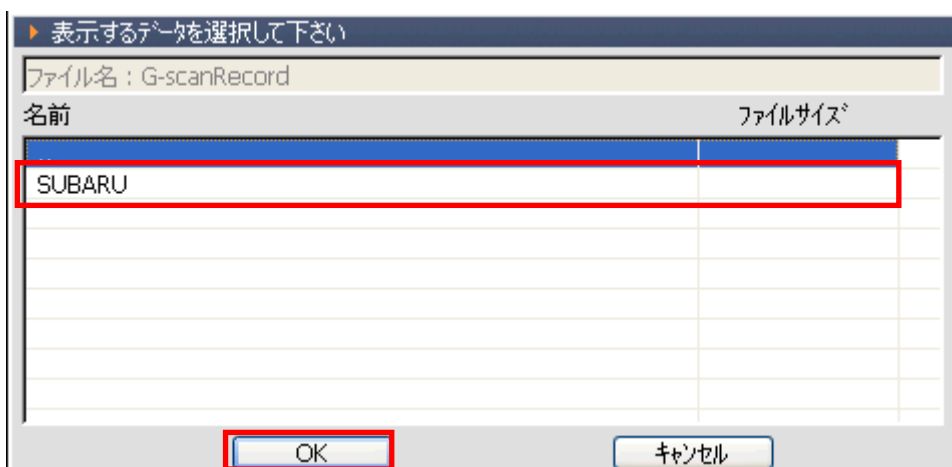 表示するﾃﾞｰﾀを選択して下さい
ファイル名：G-scanRecord
名前 ﾌｧｲﾙｻｲｽﾞ
..
SUBARU
OK ｷｬﾝｾﾙ